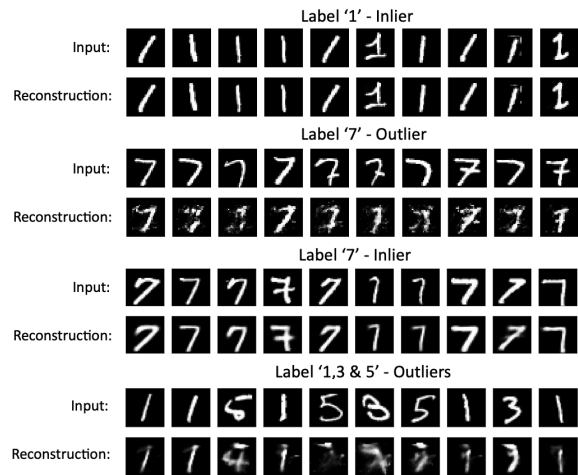 Label '1' - Inlier
Input:
Reconstruction:
Label '7' - Outlier
Input:
Reconstruction:
Label '7' - Inlier
Input:
Reconstruction:
Label '1,3 & 5' - Outliers
Input:
Reconstruction: